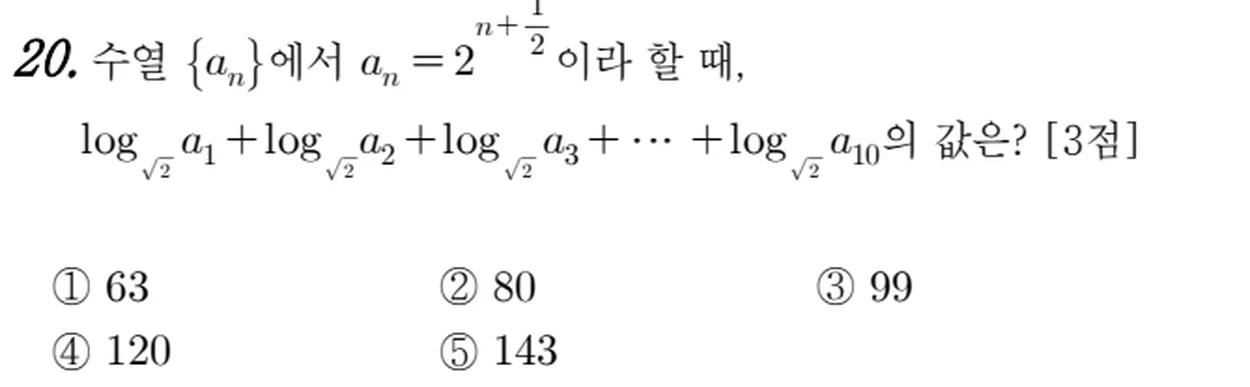 20. 수열 {aₙ}에서 aₙ = 2^(n+1/2) 이라 할 때,
log_√2 a₁ + log_√2 a₂ + log_√2 a₃ + ⋯ + log_√2 a₁₀의 값은? [3점]
① 63 ② 80 ③ 99
④ 120 ⑤ 143